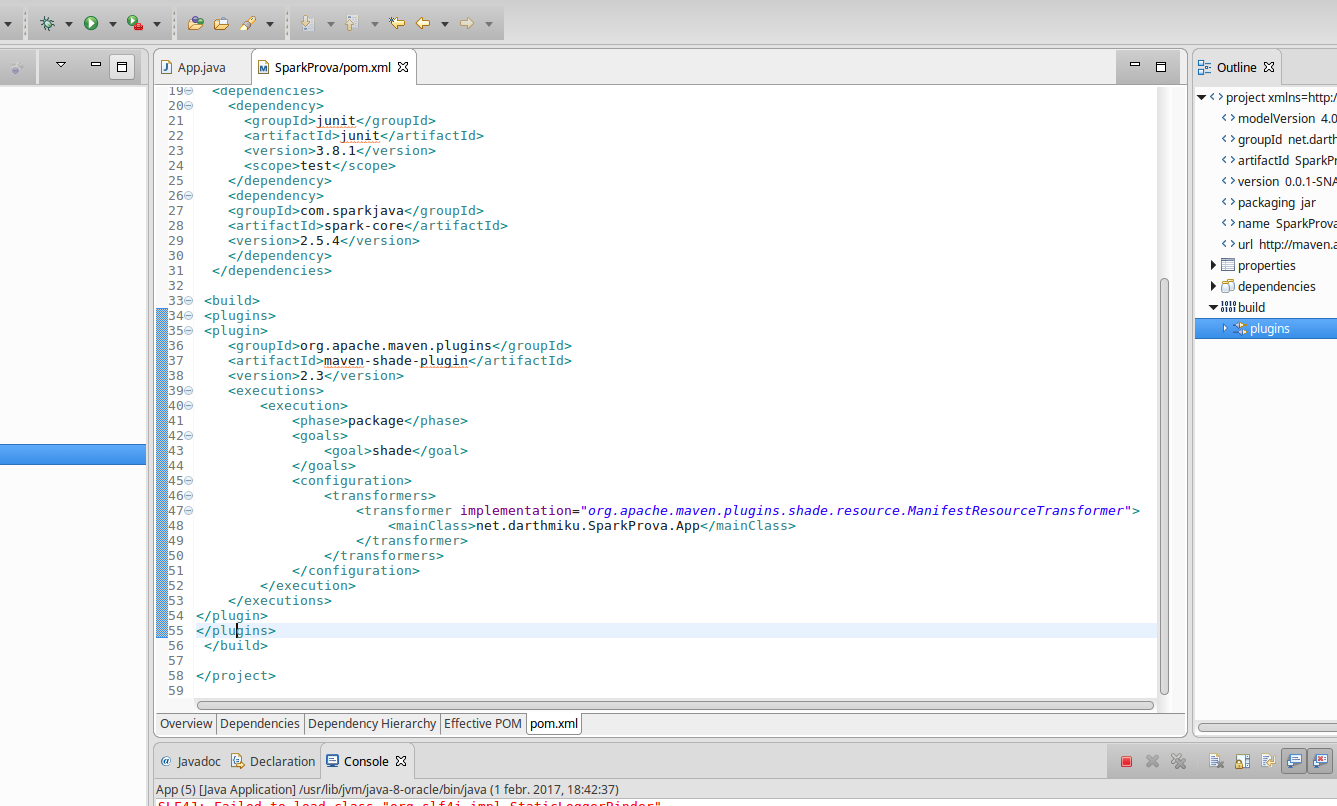 App.java
SparkProva/pom.xml
Outline
19 <dependencies>
20 <dependency>
21 <groupId>junit</groupId>
22 <artifactId>junit</artifactId>
23 <version>3.8.1</version>
24 <scope>test</scope>
25 </dependency>
26 <dependency>
27 <groupId>com.sparkjava</groupId>
28 <artifactId>spark-core</artifactId>
29 <version>2.5.4</version>
30 </dependency>
31 </dependencies>
32
33 <build>
34 <plugins>
35 <plugin>
36 <groupId>org.apache.maven.plugins</groupId>
37 <artifactId>maven-shade-plugin</artifactId>
38 <version>2.3</version>
39 <executions>
40 <execution>
41 <phase>package</phase>
42 <goals>
43 <goal>shade</goal>
44 </goals>
45 <configuration>
46 <transformers>
47 <transformer implementation="org.apache.maven.plugins.shade.resource.ManifestResourceTransformer">
48 <mainClass>net.darthmiku.SparkProva.App</mainClass>
49 </transformer>
50 </transformers>
51 </configuration>
52 </execution>
53 </executions>
54 </plugin>
55 </plugins>
56 </build>
57
58 </project>
59
project xmlns=http:/
modelVersion 4.0
groupId net.darth
artifactId SparkPr
version 0.0.1-SNA
packaging jar
name SparkProva
url http://maven.a
properties
dependencies
build
plugins
Overview
Dependencies
Dependency Hierarchy
Effective POM
pom.xml
@ Javadoc
Declaration
Console
App (5) [Java Application] /usr/lib/jvm/java-8-oracle/bin/java (1 febr. 2017, 18:42:37)
SLF4J: Failed to load class "org.slf4j.impl.StaticLoggerBinder"